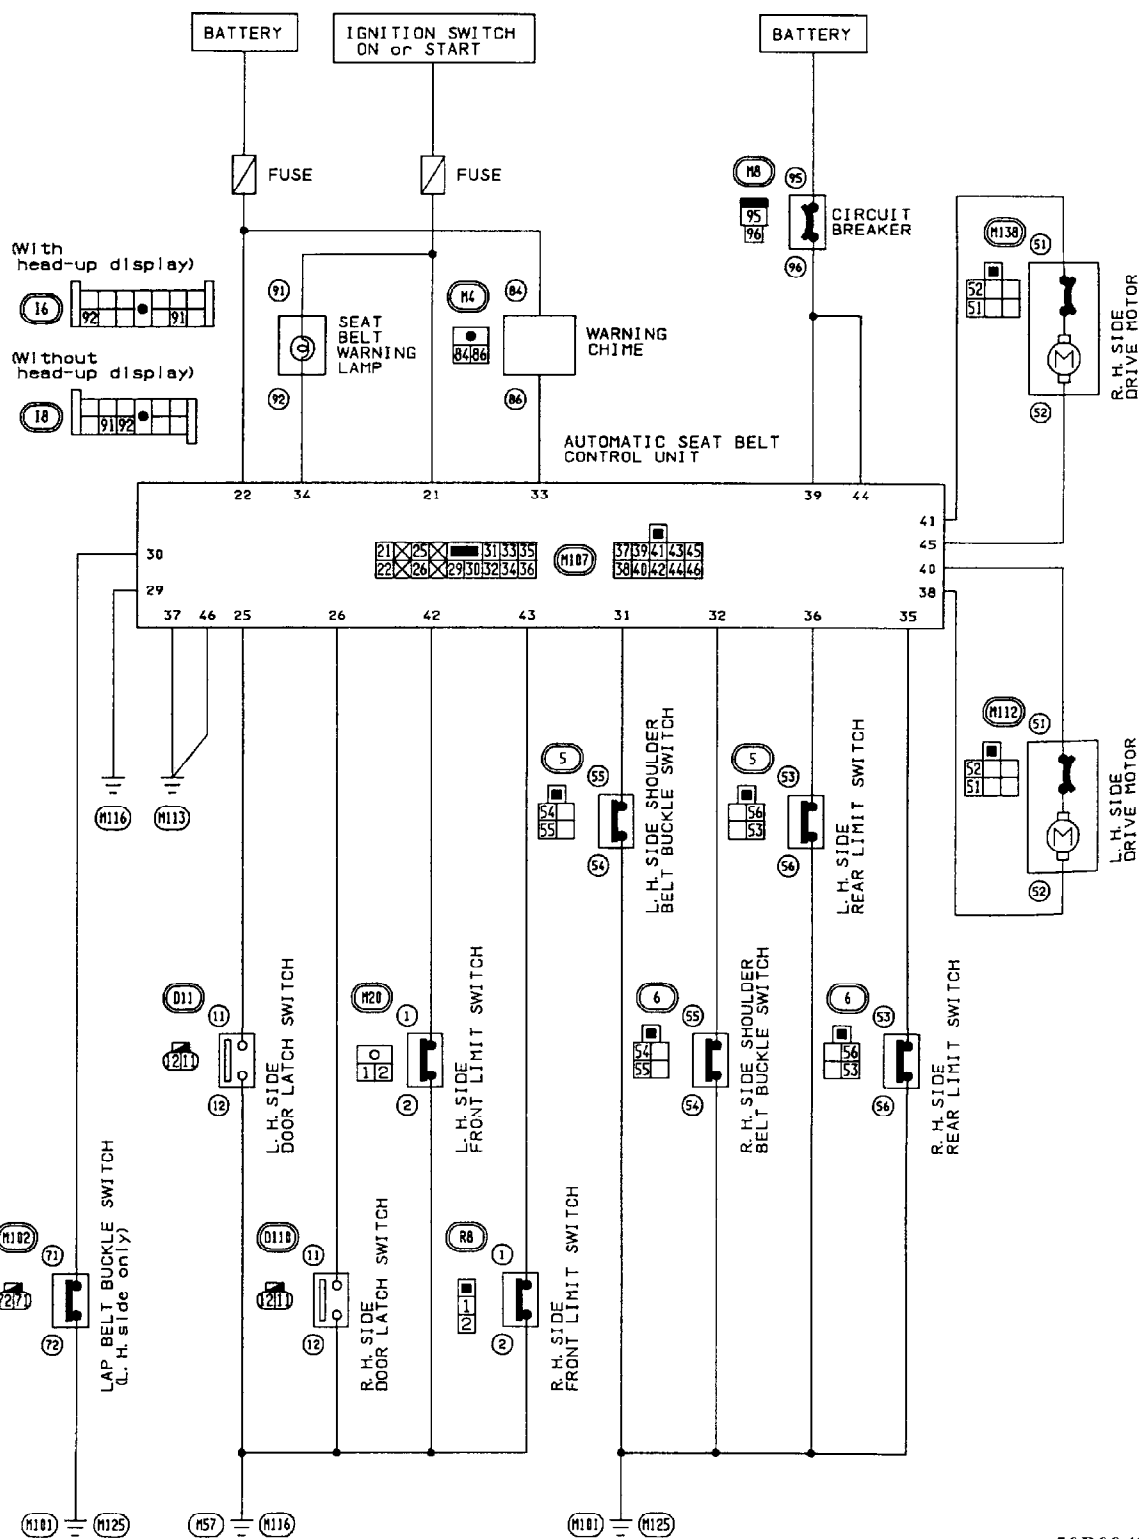 BATTERY
IGNITION SWITCH
ON or START
BATTERY
FUSE
FUSE
M8
95
95
96
96
CIRCUIT
BREAKER
M138
51
52
51
52
R.H. SIDE
DRIVE MOTOR
(With
head-up display)
I6
92
91
(Without
head-up display)
I8
91 92
91
SEAT
BELT
WARNING
LAMP
92
M4
84 86
84
WARNING
CHIME
86
AUTOMATIC SEAT BELT
CONTROL UNIT
22
34
21
33
39
44
41
45
40
38
30
29
21 25 31 33 35
22 26 29 30 32 34 36
M107
37 39 41 43 45
38 40 42 44 46
37
46
25
26
42
43
31
32
36
35
M116
M113
M112
51
52
51
52
L.H. SIDE
DRIVE MOTOR
5
55
54
55
54
L.H. SIDE SHOULDER
BELT BUCKLE SWITCH
5
53
56
53
56
L.H. SIDE
REAR LIMIT SWITCH
D11
11
12 11
12
L.H. SIDE
DOOR LATCH SWITCH
M20
1
1 2
2
L.H. SIDE
FRONT LIMIT SWITCH
6
55
54
55
54
R.H. SIDE SHOULDER
BELT BUCKLE SWITCH
6
53
56
53
56
R.H. SIDE
REAR LIMIT SWITCH
M102
71
72 71
72
LAP BELT BUCKLE SWITCH
(L.H. side only)
D110
11
12 11
12
R.H. SIDE
DOOR LATCH SWITCH
R8
1
1
2
2
R.H. SIDE
FRONT LIMIT SWITCH
M101
M125
M57
M116
M101
M125